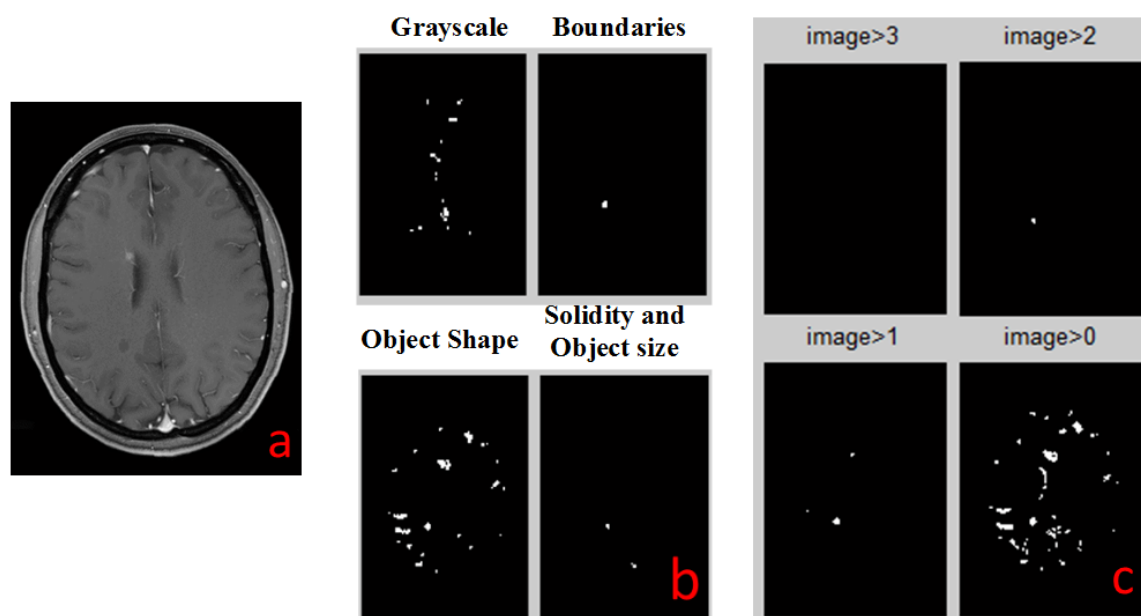 Grayscale Boundaries
image>3 image>2
Object Shape Solidity and
Object size
image>1 image>0
a
b
c